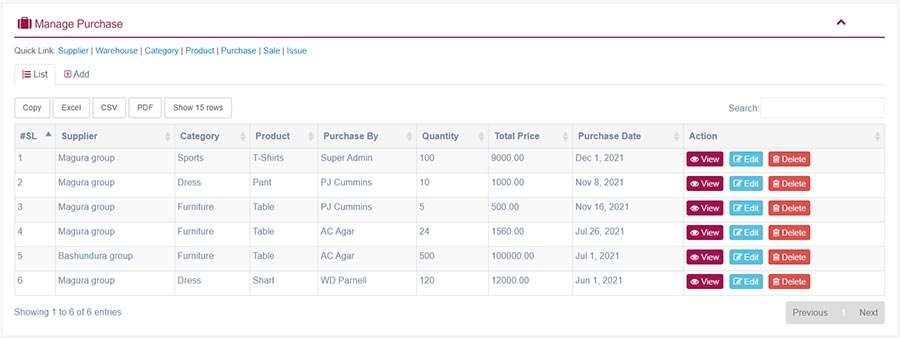 Manage Purchase
Quick Link: Supplier | Warehouse | Category | Product | Purchase | Sale | Issue
List Add
Copy Excel CSV PDF Show 15 rows Search:
#SL Supplier Category Product Purchase By Quantity Total Price Purchase Date Action
1 Magura group Sports T-Shirts Super Admin 100 9000.00 Dec 1, 2021 View Edit Delete
2 Magura group Dress Pant PJ Cummins 10 1000.00 Nov 8, 2021 View Edit Delete
3 Magura group Furniture Table PJ Cummins 5 500.00 Nov 16, 2021 View Edit Delete
4 Magura group Furniture Table AC Agar 24 1560.00 Jul 26, 2021 View Edit Delete
5 Bashundura group Furniture Table AC Agar 500 100000.00 Jul 1, 2021 View Edit Delete
6 Magura group Dress Shart WD Parnell 120 12000.00 Jun 1, 2021 View Edit Delete
Showing 1 to 6 of 6 entries Previous 1 Next